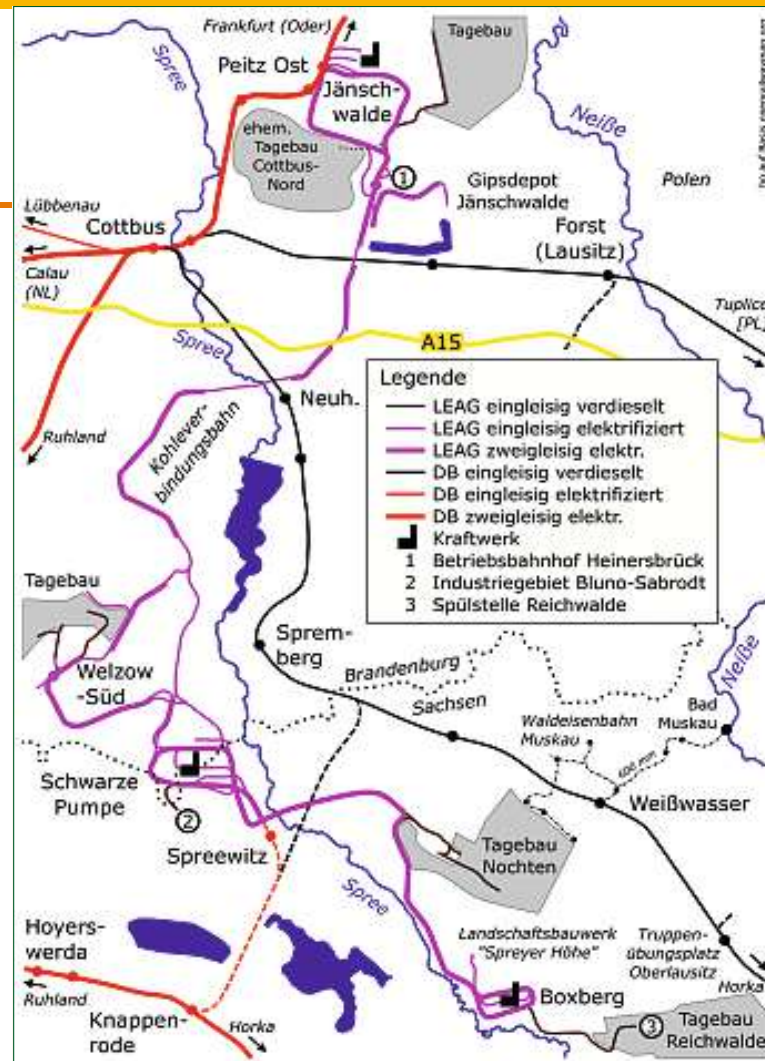 Frankfurt (Oder)
Tagebau
Spree
Peitz Ost
Jänsch-
walde
Neiße
ehem.
Tagebau
Cottbus-
Nord
1
Gipsdepot
Jänschwalde
Polen
Lübbenau
Cottbus
Forst
(Lausitz)
Calau
(NL)
Tuplice
[PL]
Spree
A15
Ruhland
Neuh.
Kohlever-
bindungsbahn
Legende
LEAG eingleisig verdieselt
LEAG eingleisig elektrifiziert
LEAG zweigleisig elektr.
DB eingleisig verdieselt
DB eingleisig elektrifiziert
DB zweigleisig elektr.
Kraftwerk
1 Betriebsbahnhof Heinersbrück
2 Industriegebiet Bluno-Sabrodt
3 Spülstelle Reichwalde
Tagebau
Welzow
-Süd
Sprem-
berg
Brandenburg
Sachsen
Neiße
Bad
Muskau
Waldeisenbahn
Muskau
600 mm
Weißwasser
Schwarze
Pumpe
2
Spreewitz
Tagebau
Nochten
Spree
Hoyers-
werda
Landschaftsbauwerk
"Spreyer Höhe"
Truppen-
übungsplatz
Oberlausitz
Ruhland
Boxberg
Horka
Knappen-
rode
Horka
3
Tagebau
Reichwalde